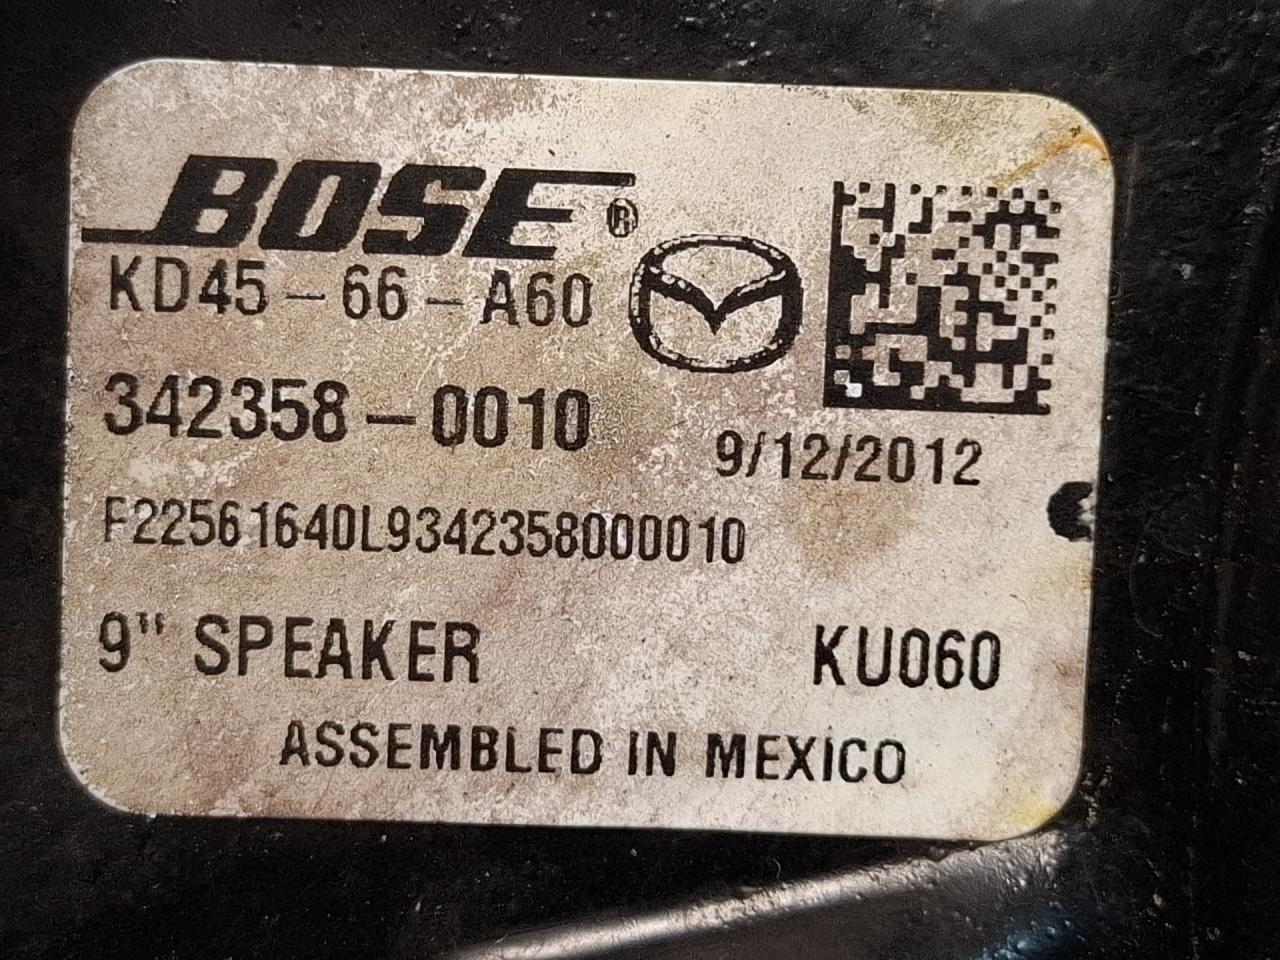 BOSE®
KD45-66-A60
342358-0010
9/12/2012
F22561640L9342358000010
9" SPEAKER
KU060
ASSEMBLED IN MEXICO